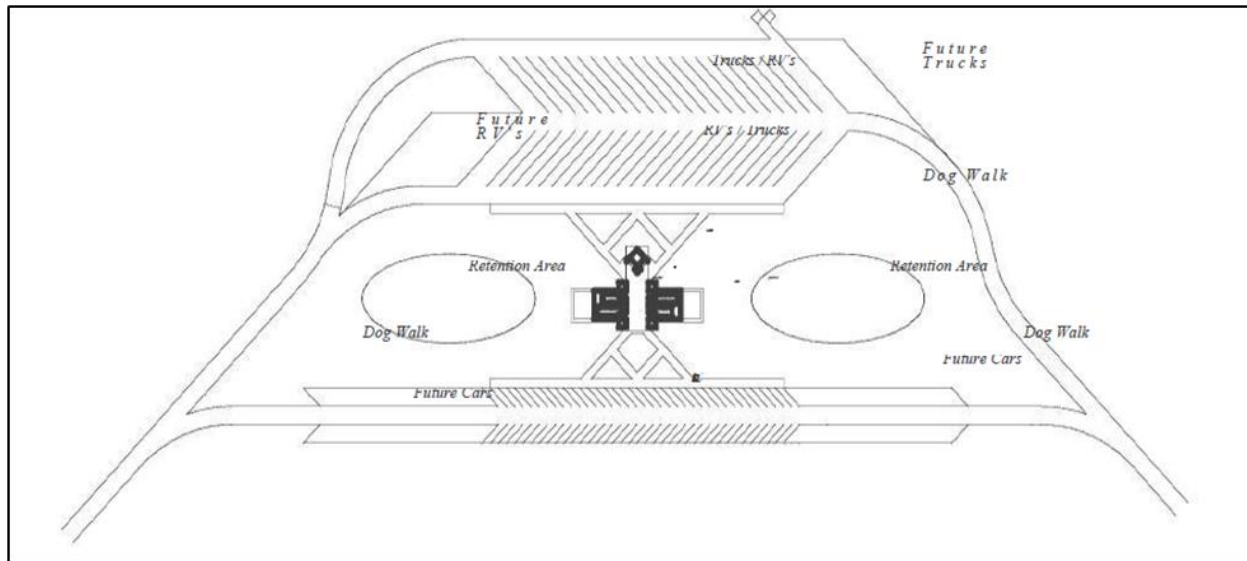 Future
Trucks
Trucks / RV's
Future
RV's
RV's / Trucks
Dog Walk
Retention Area
Retention Area
Dog Walk
Dog Walk
Future Cars
Future Cars